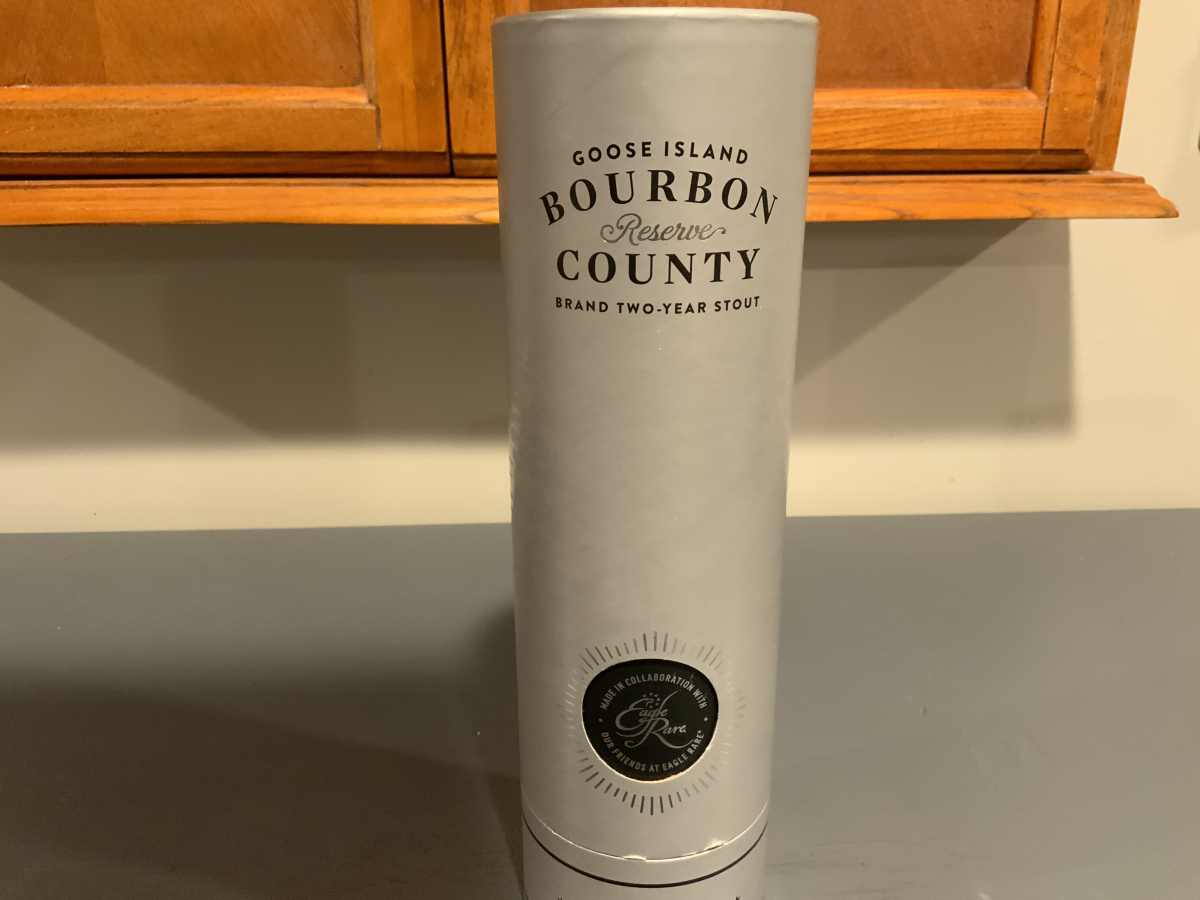 GOOSE ISLAND
BOURBON
Reserve
COUNTY
BRAND TWO-YEAR STOUT
MADE IN COLLABORATION WITH
Eagle
Rare
OUR FRIENDS AT EAGLE RARE®